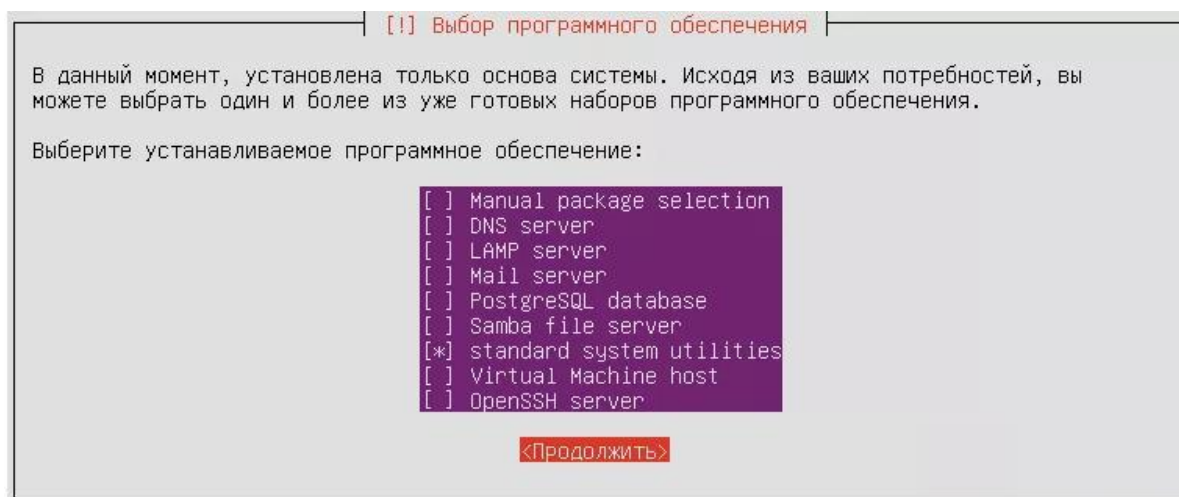 [!] Выбор программного обеспечения
В данный момент, установлена только основа системы. Исходя из ваших потребностей, вы
можете выбрать один и более из уже готовых наборов программного обеспечения.
Выберите устанавливаемое программное обеспечение:
[ ] Manual package selection
[ ] DNS server
[ ] LAMP server
[ ] Mail server
[ ] PostgreSQL database
[ ] Samba file server
[*] standard system utilities
[ ] Virtual Machine host
[ ] OpenSSH server
<Продолжить>